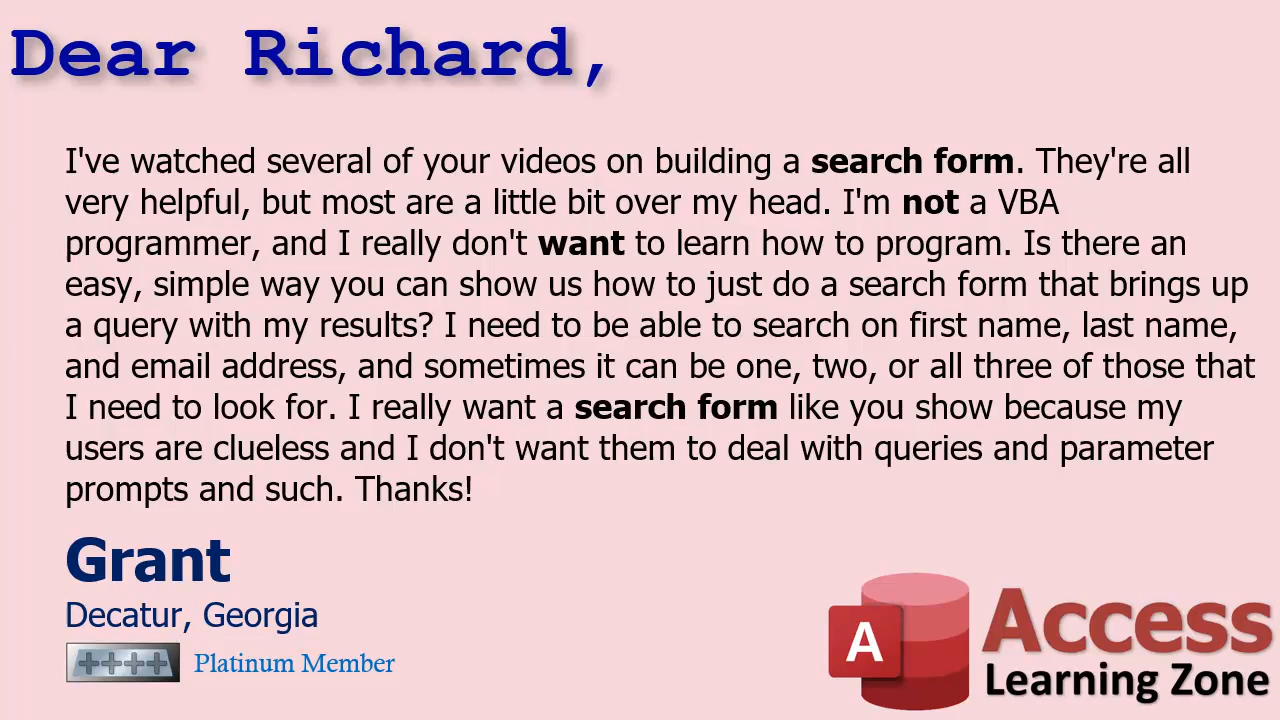 Dear Richard,
I've watched several of your videos on building a search form. They're all
very helpful, but most are a little bit over my head. I'm not a VBA
programmer, and I really don't want to learn how to program. Is there an
easy, simple way you can show us how to just do a search form that brings up
a query with my results? I need to be able to search on first name, last name,
and email address, and sometimes it can be one, two, or all three of those that
I need to look for. I really want a search form like you show because my
users are clueless and I don't want them to deal with queries and parameter
prompts and such. Thanks!
Grant
Decatur, Georgia
Platinum Member
A
Access
Learning Zone